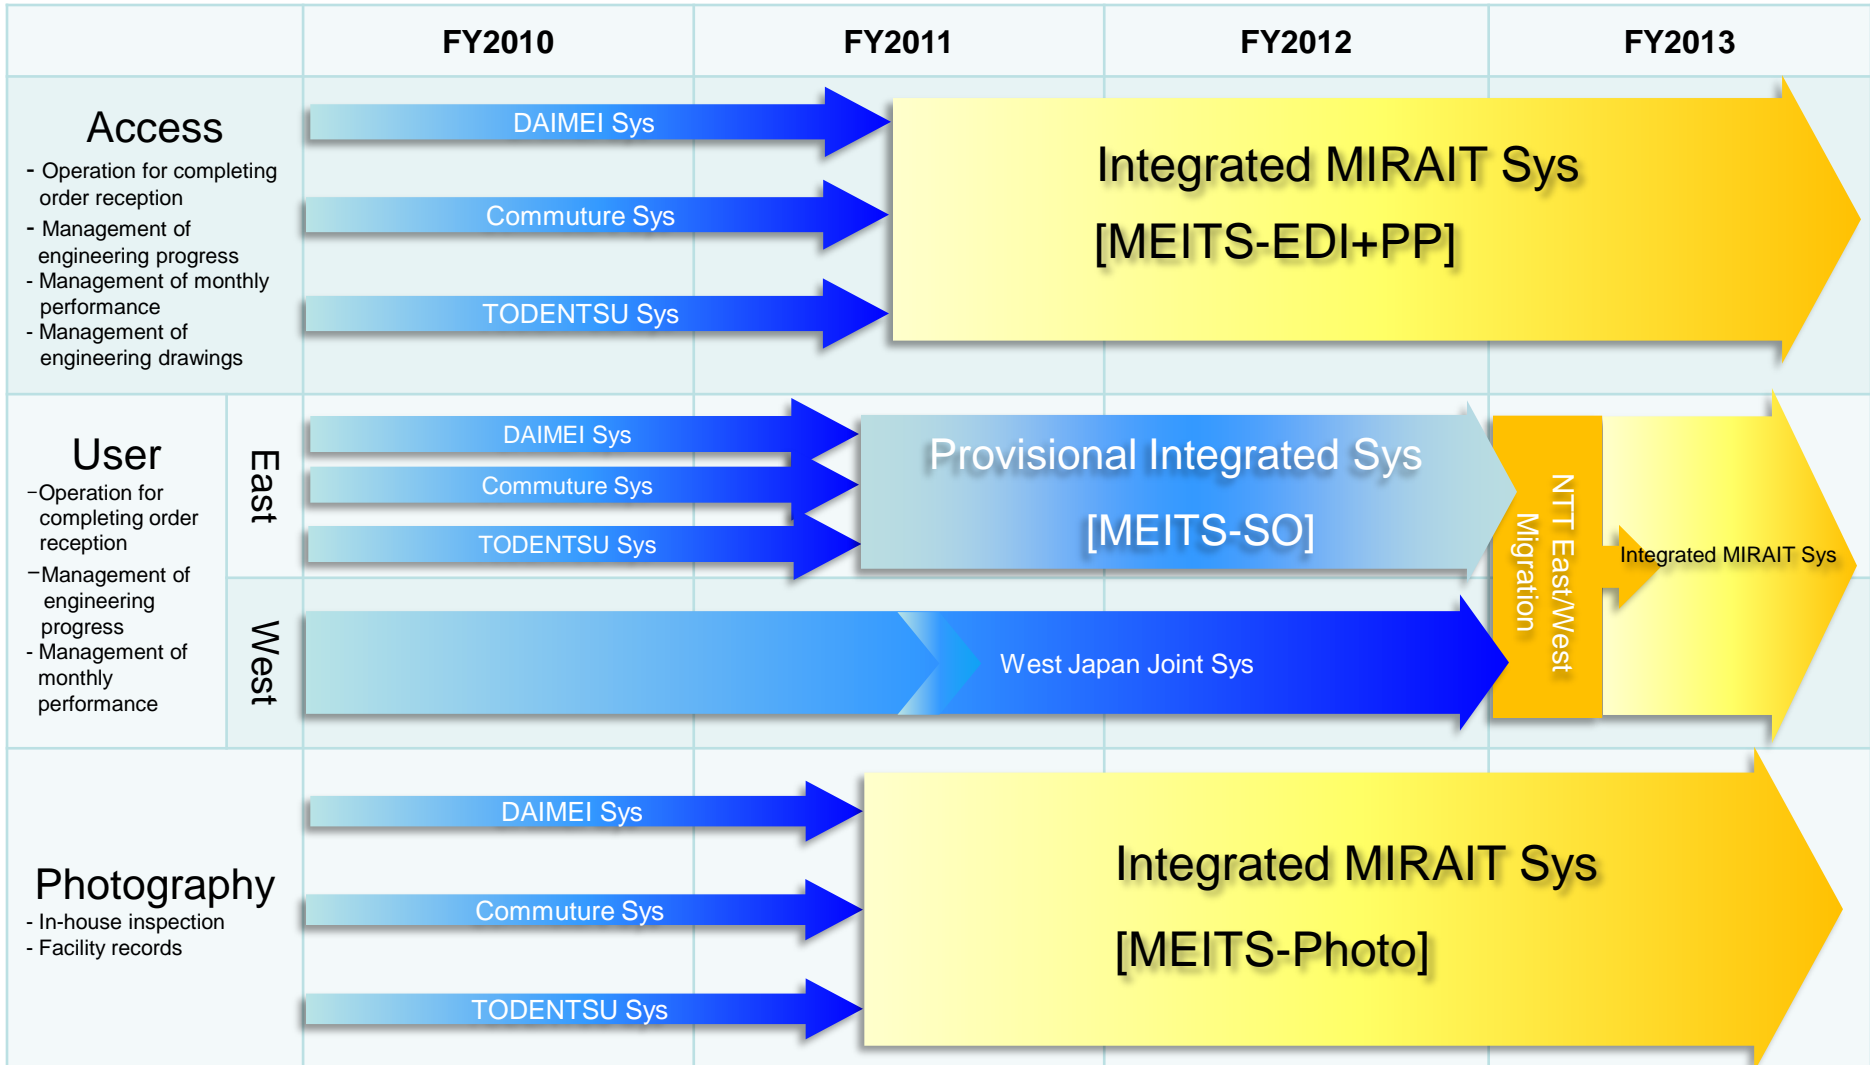 FY2010
FY2011
FY2012
FY2013
Access
- Operation for completing
order reception
- Management of
engineering progress
- Management of monthly
performance
- Management of
engineering drawings
DAIMEI Sys
Commuture Sys
TODENTSU Sys
Integrated MIRAIT Sys
[MEITS-EDI+PP]
User
-Operation for
completing order
reception
-Management of
engineering
progress
- Management of
monthly
performance
East
DAIMEI Sys
Commuture Sys
TODENTSU Sys
Provisional Integrated Sys
[MEITS-SO]
West
West Japan Joint Sys
NTT East/West
Migration
Integrated MIRAIT Sys
Photography
- In-house inspection
- Facility records
DAIMEI Sys
Commuture Sys
TODENTSU Sys
Integrated MIRAIT Sys
[MEITS-Photo]